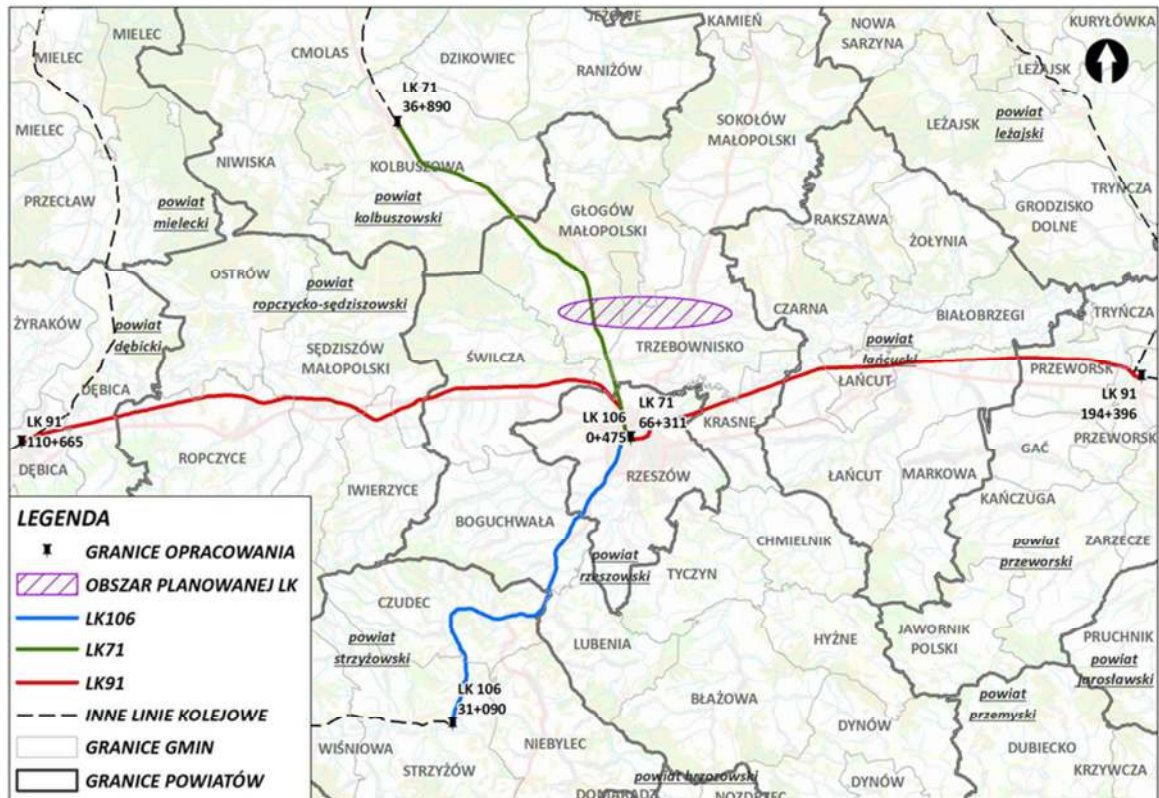 JEŻOWE
KAMIEŃ
KURYŁÓWKA
MIELEC
MIELEC
CMOLAS
DZIKOWIEC
RANIŻÓW
NOWA
SARZYNA
LEŻAJSK
powiat
leżajski
LK 71
36+890
SOKOŁÓW
MAŁOPOLSKI
LEŻAJSK
MIELEC
NIWISKA
KOLBUSZOWA
powiat
kolbuszowski
PRZECŁAW
powiat
mielecki
GŁOGÓW
MAŁOPOLSKI
RAKSZAWA
ŻOŁYNIA
TRYŃCZA
GRODZISKO
DOLNE
OSTRÓW
powiat
ropczycko-sędziszowski
CZARNA
BIAŁOBRZEGI
TRYŃCZA
ŻYRAKÓW
powiat
dębicki
SĘDZISZÓW
MAŁOPOLSKI
ŚWILCZA
TRZEBOWNISKO
powiat
łańcucki
ŁAŃCUT
PRZEWORSK
DĘBICA
LK 91
110+665
DĘBICA
ROPCZYCE
LK 106
0+475
LK 71
66+311
KRASNE
LK 91
194+396
PRZEWORSK
GAĆ
IWIERZYCE
RZESZÓW
ŁAŃCUT
MARKOWA
KAŃCZUGA
BOGUCHWAŁA
CHMIELNIK
powiat
przeworski
ZARZECZE
powiat
rzeszowski
TYCZYN
CZUDEC
powiat
strzyżowski
LUBENIA
HYŻNE
JAWORNIK
POLSKI
PRUCHNIK
powiat
jarosławski
LK 106
31+090
BŁAŻOWA
powiat
przemyski
DYNÓW
WIŚNIOWA
STRZYŻÓW
NIEBYLEC
DUBIECKO
KRZYWCZA
powiat brzozowski
DOMARADZ
NOZDRZEC
DYNÓW
LEGENDA
GRANICE OPRACOWANIA
OBSZAR PLANOWANEJ LK
LK106
LK71
LK91
INNE LINIE KOLEJOWE
GRANICE GMIN
GRANICE POWIATÓW